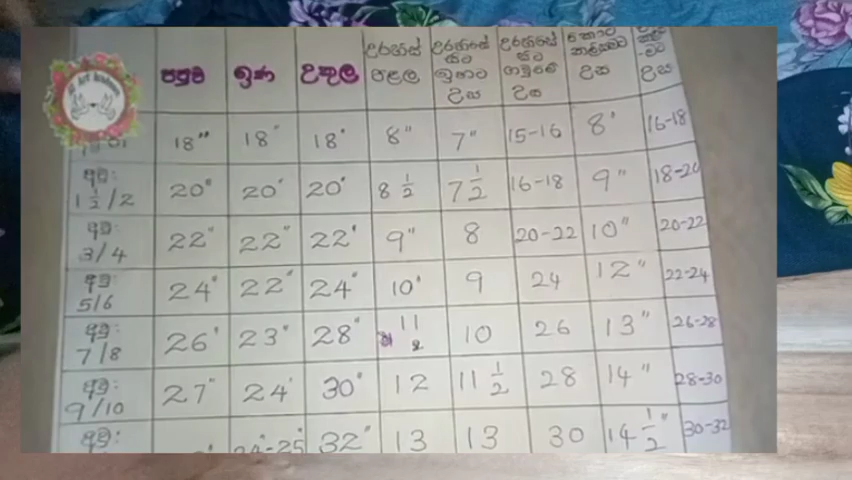 පපුව ඉණ උකුල උරහිසේ පළල උරහිසේ සිට ඉණට උස උරහිසේ සිට ගවුමේ උස කොට උස උස
18" 18" 18" 8" 7" 15-16 8" 16-18
අවු: 1 1/2 /2 20" 20" 20" 8 1/2 7 1/2 16-18 9" 18-20
අවු: 3/4 22" 22" 22" 9" 8 20-22 10" 20-22
අවු: 5/6 24" 22" 24" 10" 9 24 12" 22-24
අවු: 7/8 26" 23" 28" 11 10 26 13" 26-28
අවු: 9/10 27" 24" 30" 12 11 1/2 28 14" 28-30
අවු: 24"-25" 32" 13 13 30 14 1/2" 30-32